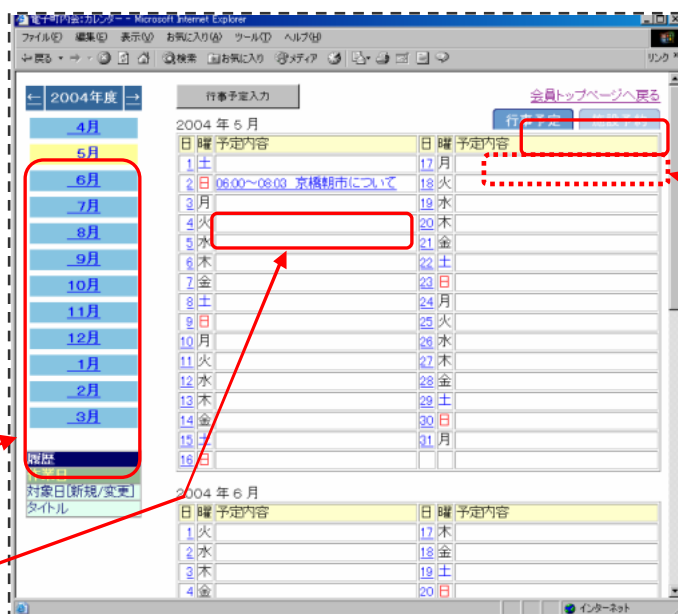 電子町内会:カレンダー - Microsoft Internet Explorer
ファイル(F) 編集(E) 表示(V) お気に入り(A) ツール(T) ヘルプ(H)
戻る 検索 お気に入り メディア リンク »
← 2004年度 →
4月
5月
6月
7月
8月
9月
10月
11月
12月
1月
2月
3月
履歴
作業日
対象日[新規/変更]
タイトル
行事予定入力
会員トップページへ戻る
行事予定 施設予約
2004 年 5 月
日 曜 予定内容 日 曜 予定内容
1 土 17 月
2 日 06:00～08:03 京橋朝市について 18 火
3 月 19 水
4 火 20 木
5 水 21 金
6 木 22 土
7 金 23 日
8 土 24 月
9 日 25 火
10 月 26 水
11 火 27 木
12 水 28 金
13 木 29 土
14 金 30 日
15 土 31 月
16 日
2004 年 6 月
日 曜 予定内容 日 曜 予定内容
1 火 17 木
2 水 18 金
3 木 19 土
4 金 20 日
インターネット